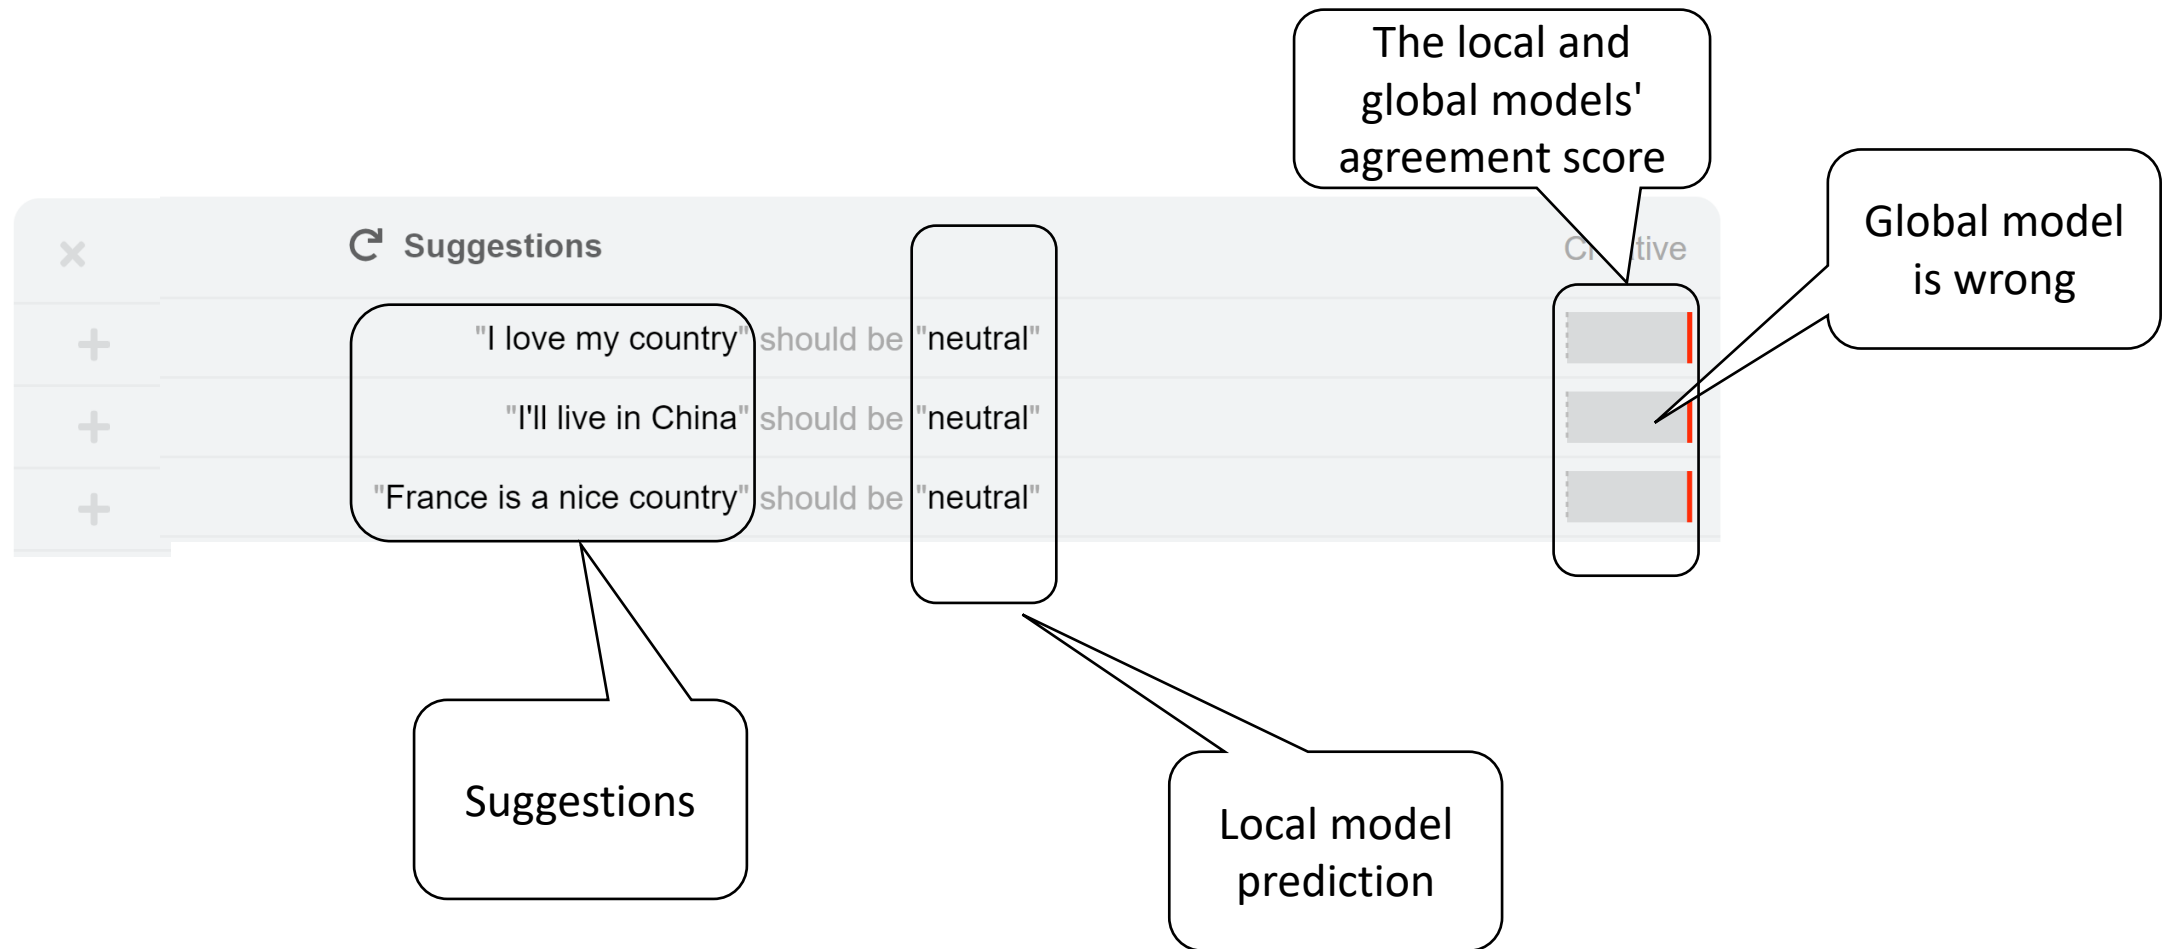 The local and
global models'
agreement score
Global model
is wrong
Suggestions
"I love my country" should be "neutral"
"I'll live in China" should be "neutral"
"France is a nice country" should be "neutral"
Suggestions
Local model
prediction